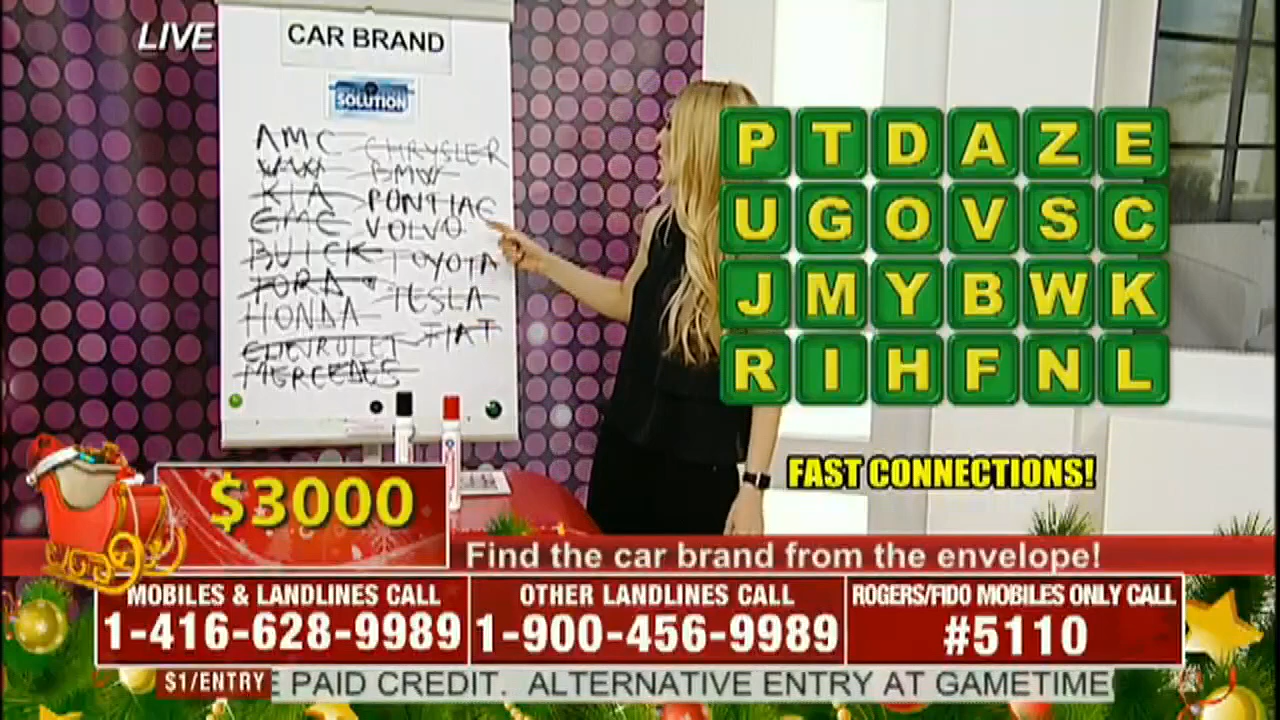 LIVE
CAR BRAND
SOLUTION
AMC CHRYSLER
VW BMW
KIA PONTIAC
GMC VOLVO
BUICK TOYOTA
FORD TESLA
HONDA
CHEVROLET FIAT
MERCEDES
P T D A Z E
U G O V S C
J M Y B W K
R I H F N L
FAST CONNECTIONS!
$3000
Find the car brand from the envelope!
MOBILES & LANDLINES CALL
1-416-628-9989
OTHER LANDLINES CALL
1-900-456-9989
ROGERS/FIDO MOBILES ONLY CALL
#5110
$1/ENTRY
E PAID CREDIT. ALTERNATIVE ENTRY AT GAMETIME